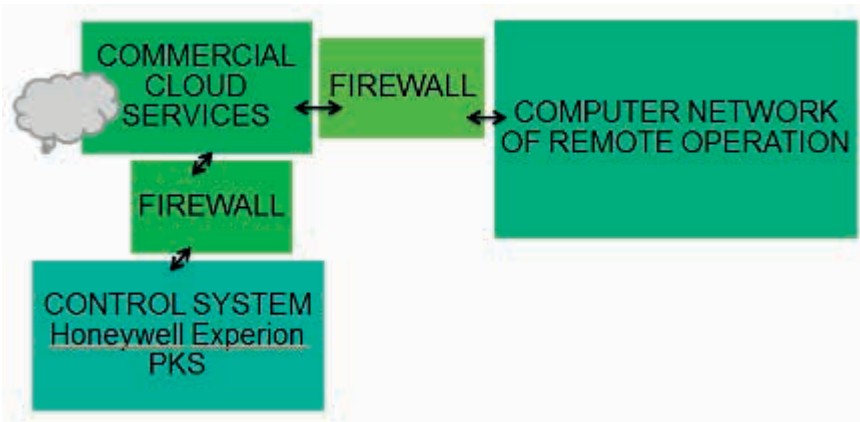 COMMERCIAL
CLOUD
SERVICES
FIREWALL
COMPUTER NETWORK
OF REMOTE OPERATION
FIREWALL
CONTROL SYSTEM
Honeywell Experion
PKS